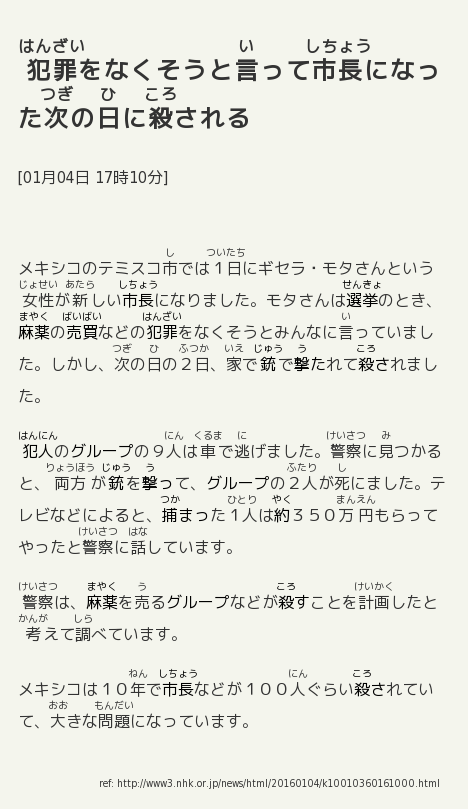 犯罪をなくそうと言って市長になっ
た次の日に殺される
[01月04日 17時10分]
メキシコのテミスコ市では１日にギセラ・モタさんという
女性が新しい市長になりました。モタさんは選挙のとき、
麻薬の売買などの犯罪をなくそうとみんなに言っていまし
た。しかし、次の日の２日、家で銃で撃たれて殺されまし
た。
犯人のグループの９人は車で逃げました。警察に見つかる
と、両方が銃を撃って、グループの２人が死にました。テ
レビなどによると、捕まった１人は約３５０万円もらって
やったと警察に話しています。
警察は、麻薬を売るグループなどが殺すことを計画したと
考えて調べています。
メキシコは１０年で市長などが１００人ぐらい殺されてい
て、大きな問題になっています。
ref: http://www3.nhk.or.jp/news/html/20160104/k10010360161000.html